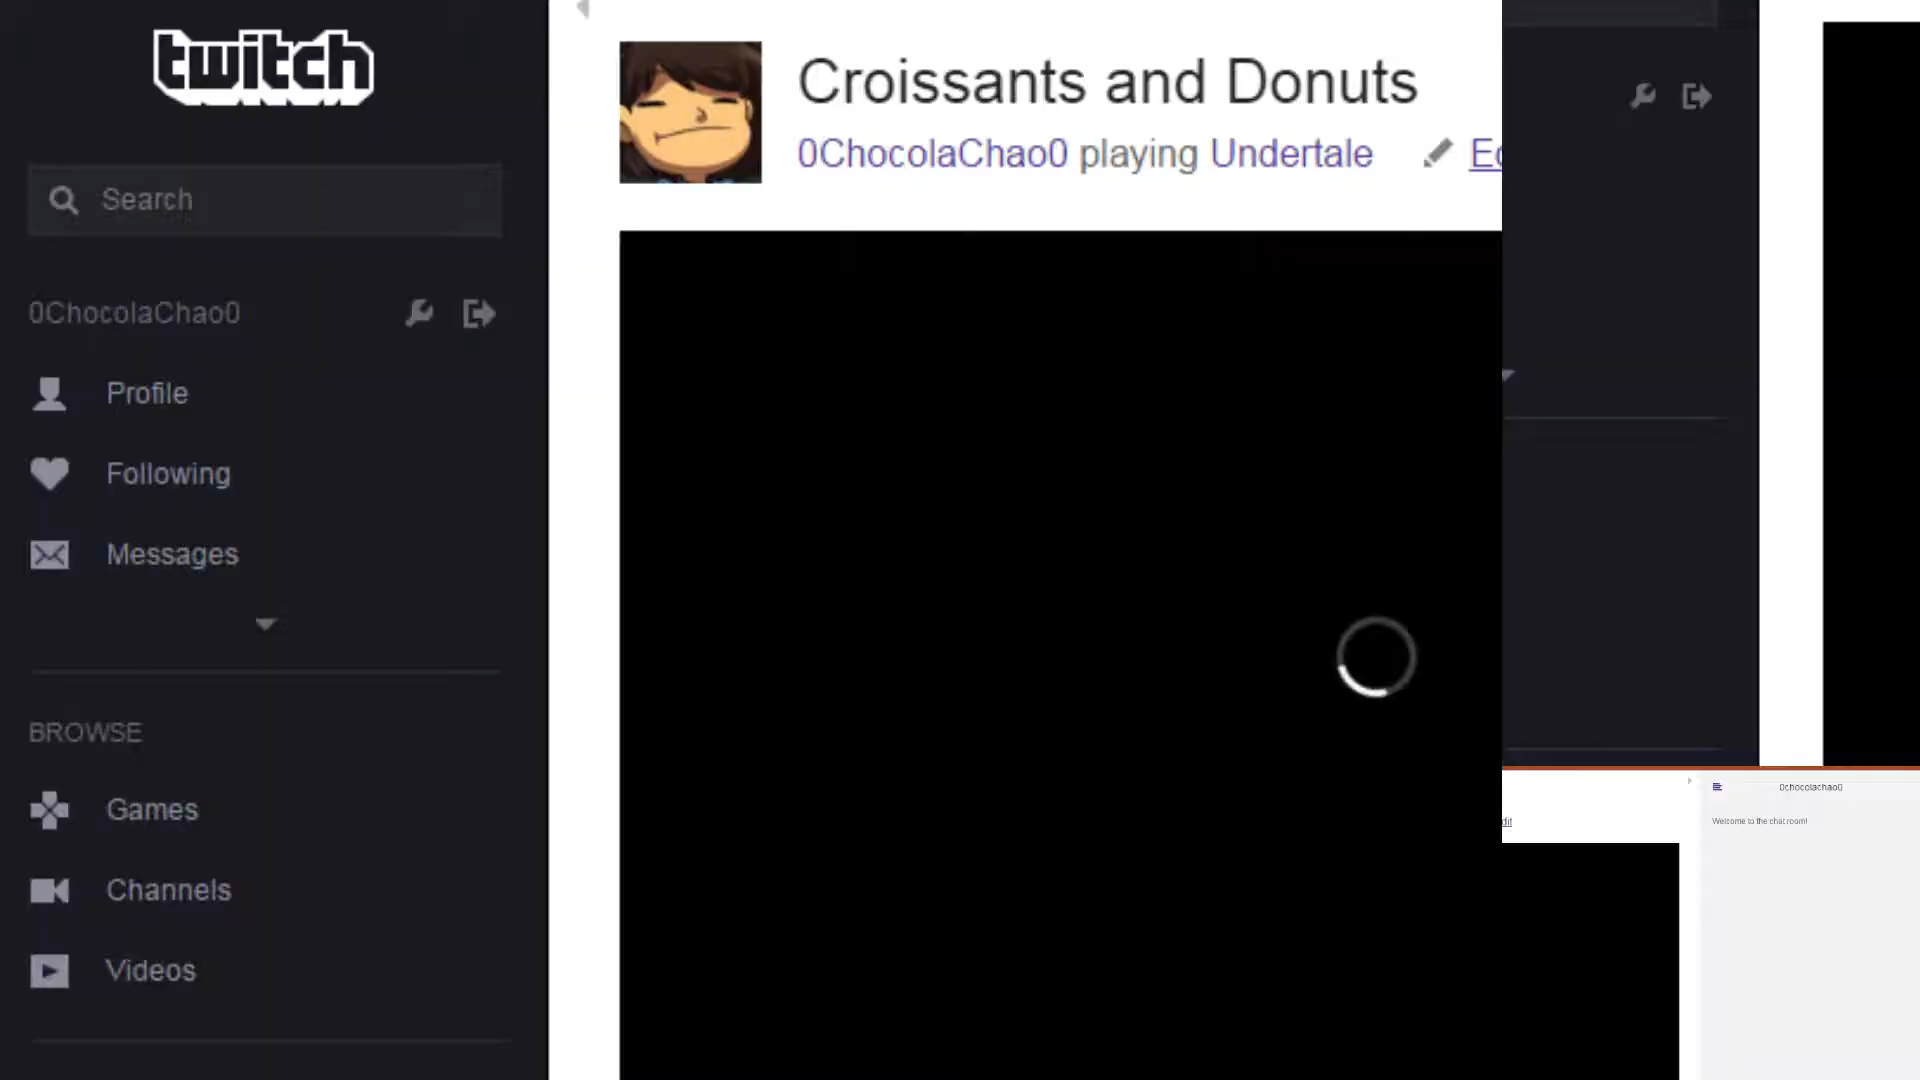 twitch
Search
0ChocolaChao0
Profile
Following
Messages
BROWSE
Games
Channels
Videos
Croissants and Donuts
0ChocolaChao0 playing Undertale
0chocolachao0
Welcome to the chat room!